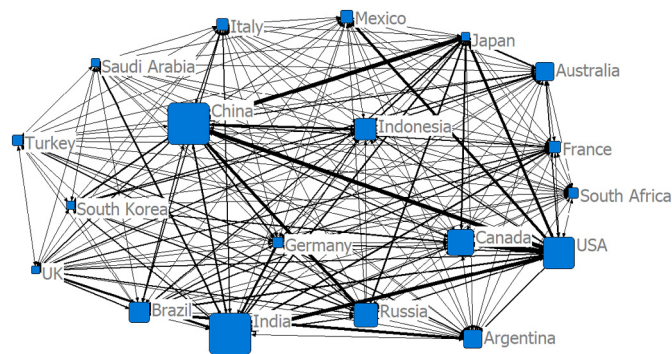 Italy
Mexico
Japan
Saudi Arabia
Australia
China
Indonesia
Turkey
France
South Africa
South Korea
Germany
Canada
USA
UK
Brazil
India
Russia
Argentina